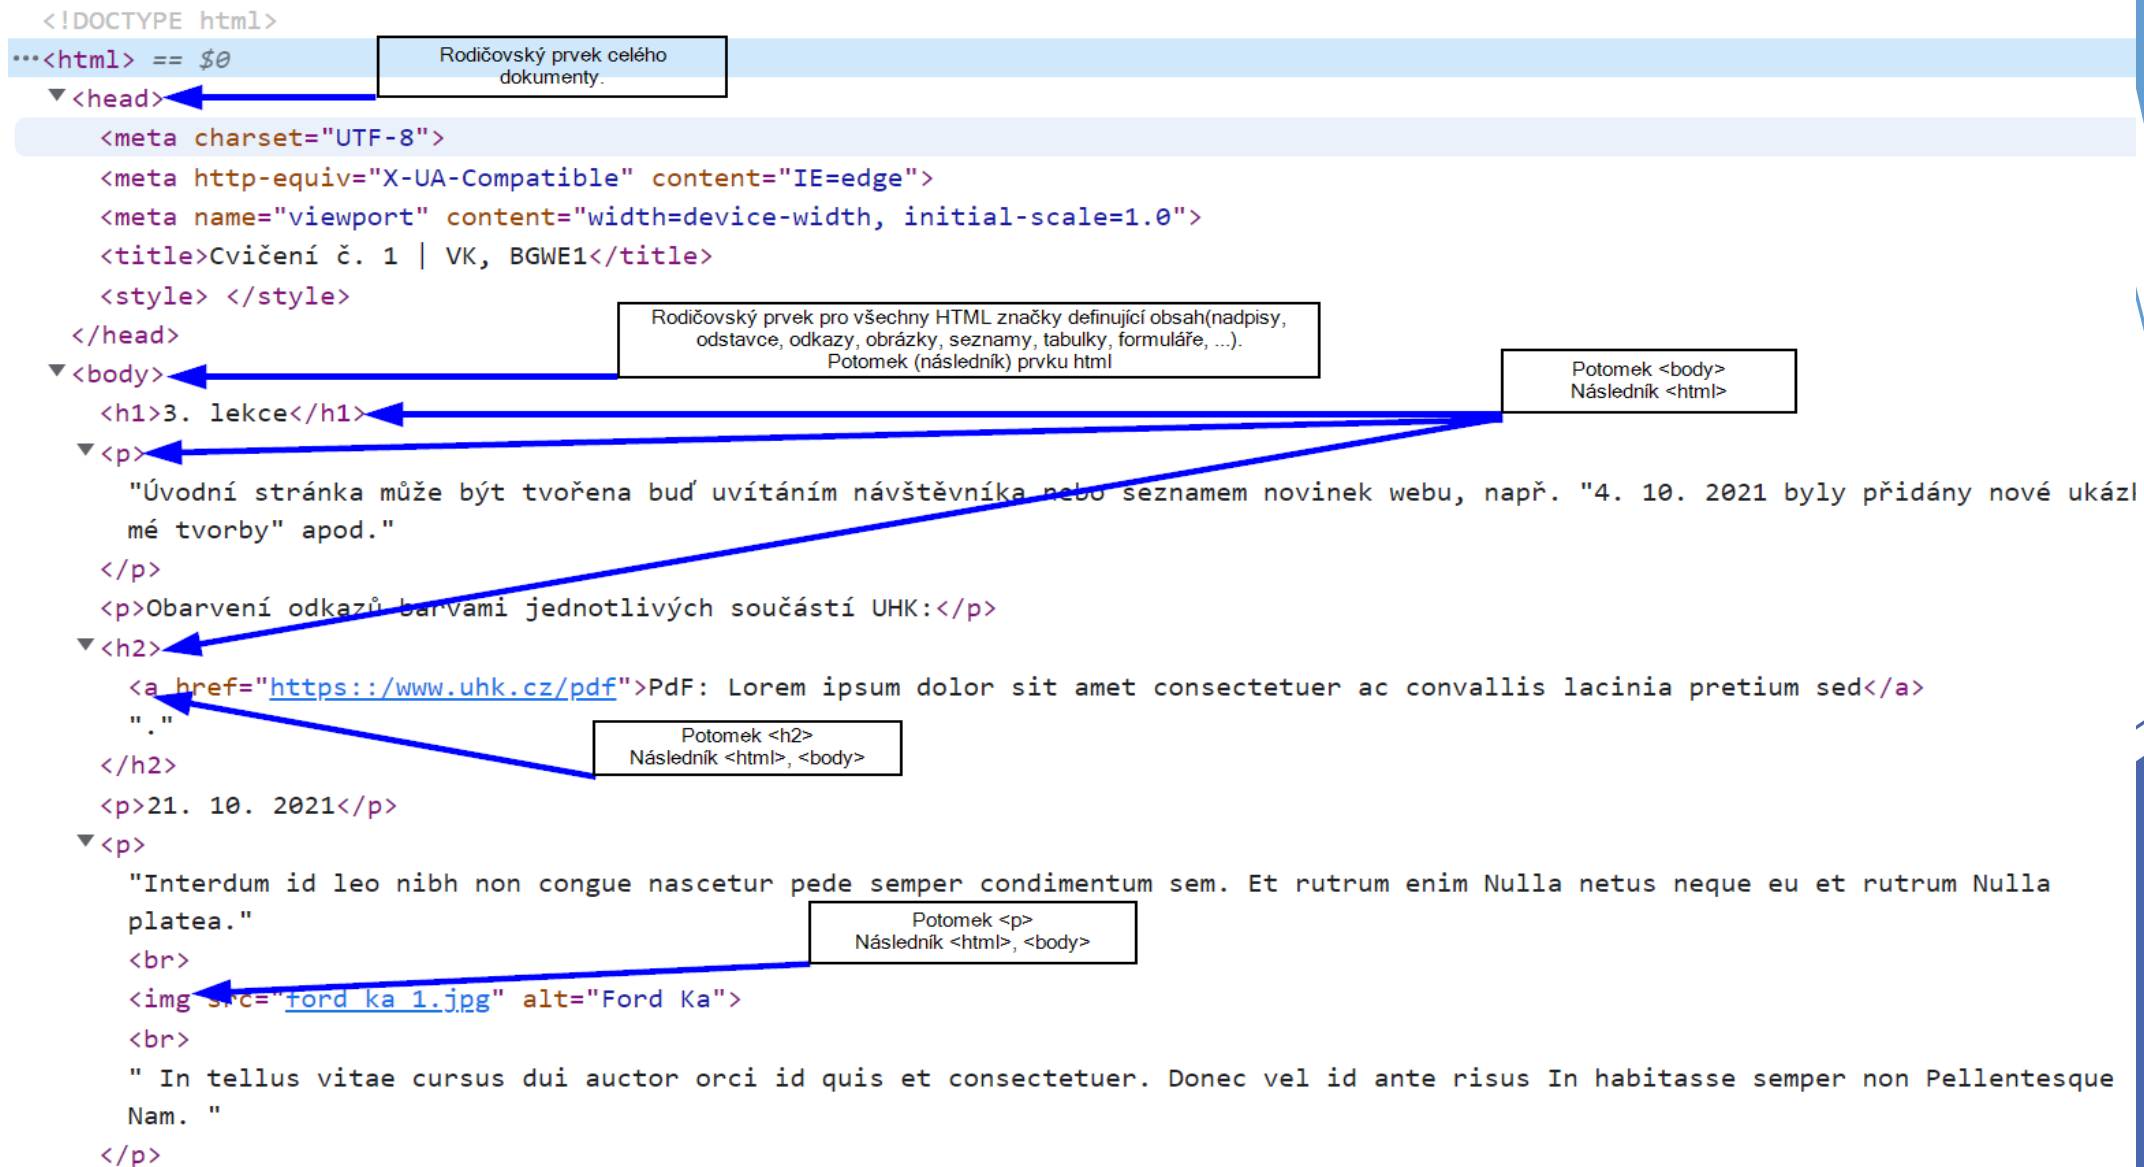 <!DOCTYPE html>
···<html> == $0
Rodičovský prvek celého
dokumenty.
▼<head>
<meta charset="UTF-8">
<meta http-equiv="X-UA-Compatible" content="IE=edge">
<meta name="viewport" content="width=device-width, initial-scale=1.0">
<title>Cvičení č. 1 | VK, BGWE1</title>
<style> </style>
</head>
Rodičovský prvek pro všechny HTML značky definující obsah(nadpisy,
odstavce, odkazy, obrázky, seznamy, tabulky, formuláře, ...).
Potomek (následník) prvku html
▼<body>
Potomek <body>
Následník <html>
<h1>3. lekce</h1>
▼<p>
"Úvodní stránka může být tvořena buď uvítáním návštěvníka nebo seznamem novinek webu, např. "4. 10. 2021 byly přidány nové
mé tvorby" apod."
</p>
<p>Obarvení odkazů barvami jednotlivých součástí UHK:</p>
▼<h2>
<a href="https::/www.uhk.cz/pdf">PdF: Lorem ipsum dolor sit amet consectetuer ac convallis lacinia pretium sed</a>
"."
Potomek <h2>
Následník <html>, <body>
</h2>
<p>21. 10. 2021</p>
▼<p>
"Interdum id leo nibh non congue nascetur pede semper condimentum sem. Et rutrum enim Nulla netus neque eu et rutrum Nulla
platea."
Potomek <p>
Následník <html>, <body>
<br>
<img src="ford ka 1.jpg" alt="Ford Ka">
<br>
" In tellus vitae cursus dui auctor orci id quis et consectetuer. Donec vel id ante risus In habitasse semper non Pellentesque
Nam. "
</p>